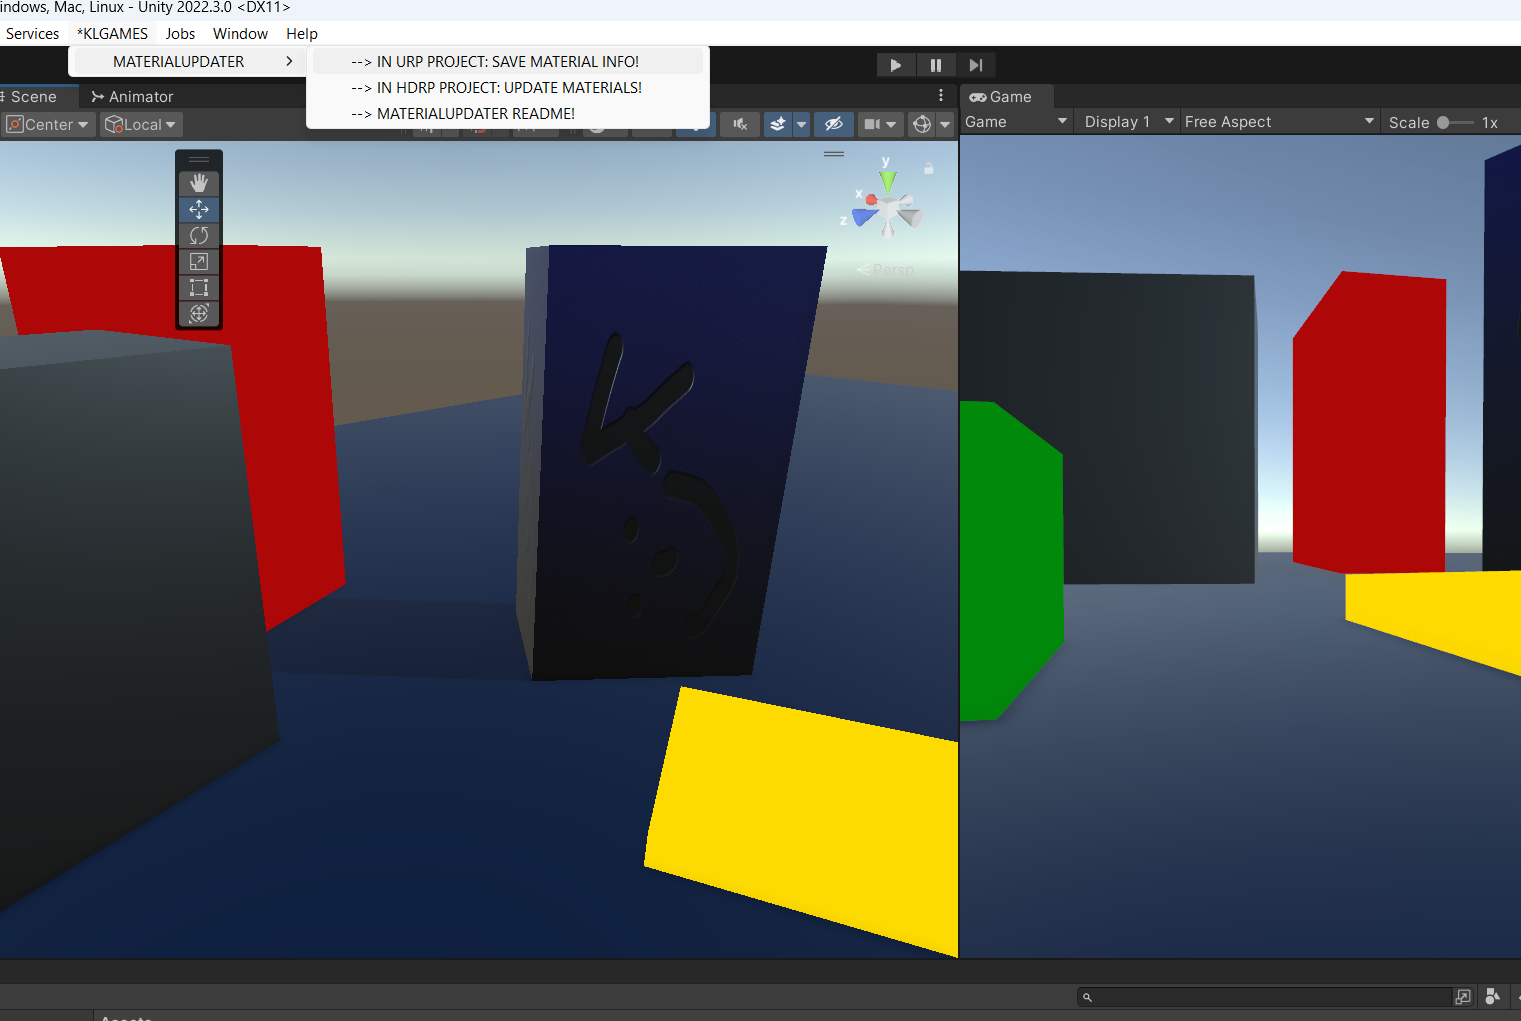 indows, Mac, Linux - Unity 2022.3.0 <DX11>
Services *KLGAMES Jobs Window Help
MATERIALUPDATER
--> IN URP PROJECT: SAVE MATERIAL INFO!
--> IN HDRP PROJECT: UPDATE MATERIALS!
--> MATERIALUPDATER README!
Scene Animator
Game
Center Local
Game Display 1 Free Aspect Scale 1x
y
x
z
Persp
K
Assets